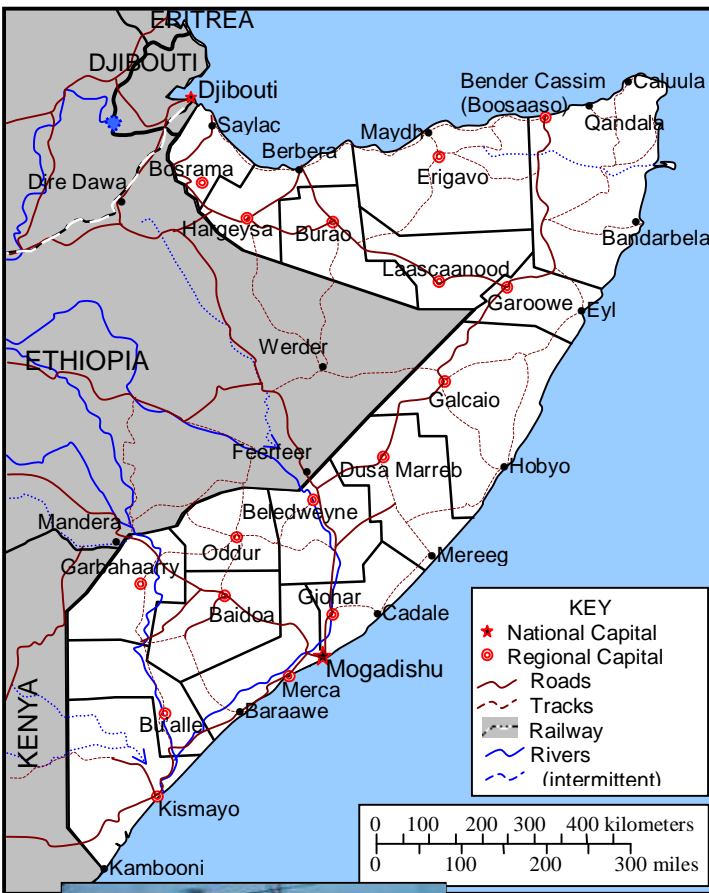 ERITREA
DJIBOUTI
Djibouti
Saylac
Bender Cassim
(Boosaaso)
Caluula
Qandala
Maydh
Berbera
Erigavo
Bosrama
Dire Dawa
Hargeysa
Burao
Bandarbela
Laascaanood
Garoowe
Eyl
Werder
ETHIOPIA
Galcaio
Feerfeer
Dusa Marreb
Hobyo
Beledweyne
Mandera
Oddur
Mereeg
Garbahaarry
Baidoa
Giohar
Cadale
Mogadishu
Merca
KENYA
Bu'alle
Baraawe
Kismayo
Kambooni
KEY
National Capital
Regional Capital
Roads
Tracks
Railway
Rivers
(intermittent)
0 100 200 300 400 kilometers
0 100 200 300 miles